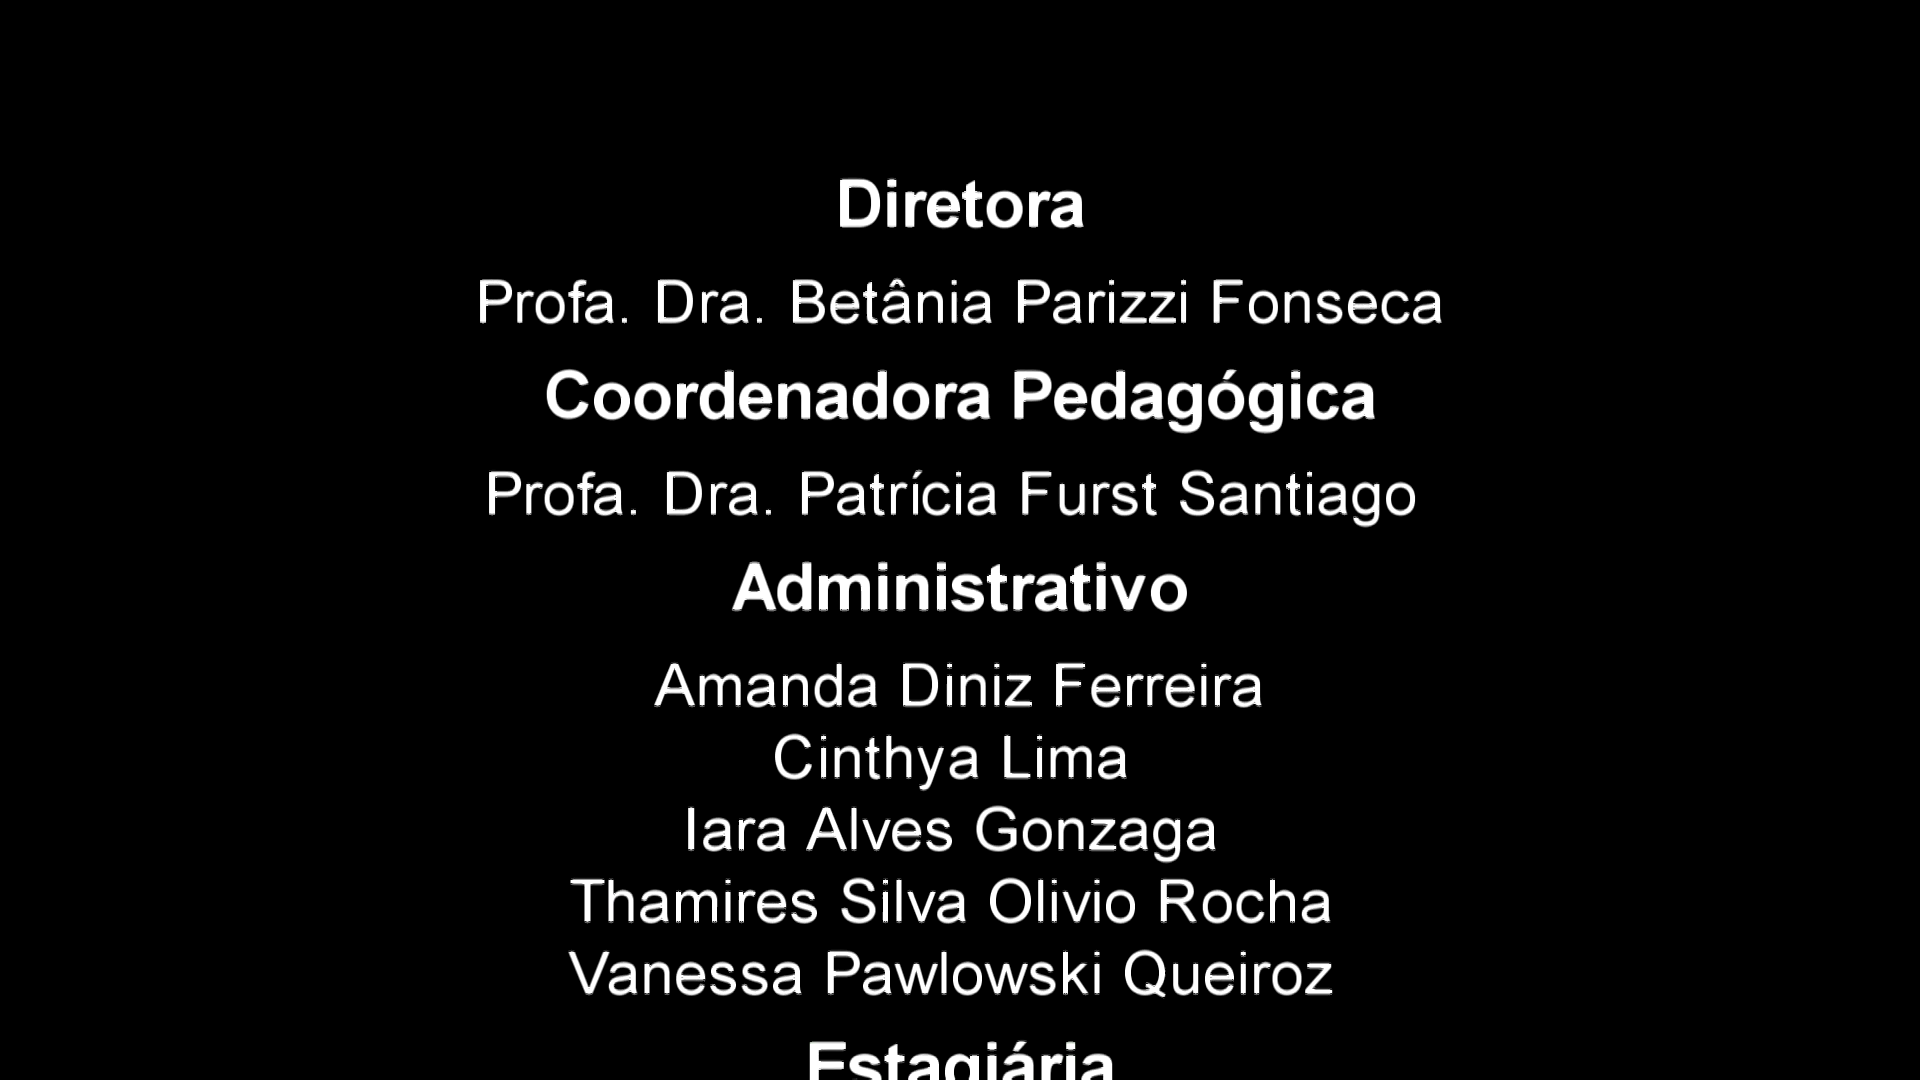 Diretora
Profa. Dra. Betânia Parizzi Fonseca
Coordenadora Pedagógica
Profa. Dra. Patrícia Furst Santiago
Administrativo
Amanda Diniz Ferreira
Cinthya Lima
Iara Alves Gonzaga
Thamires Silva Olivio Rocha
Vanessa Pawlowski Queiroz
Estagiária